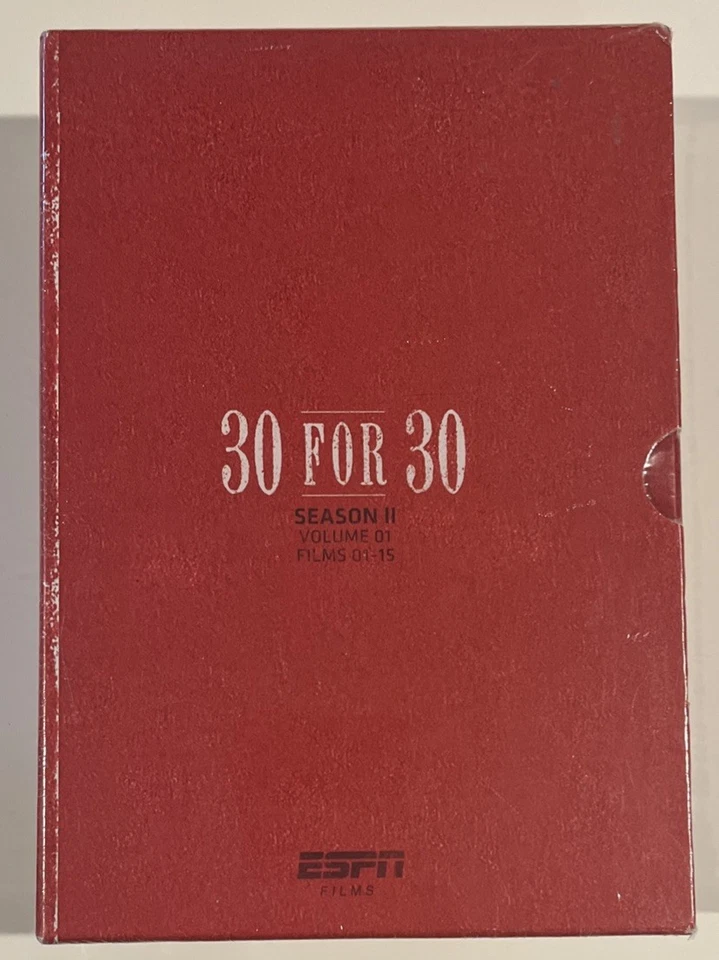 30 FOR 30
SEASON II
VOLUME 01
FILMS 01-15
ESPN
FILMS